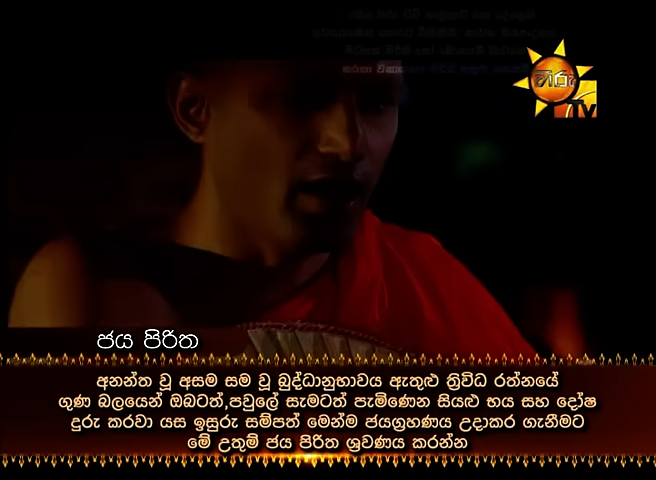 හිරු
Tv
ජය පිරිත
අනන්ත වූ අසම සම වූ බුද්ධානුභාවය ඇතුළු ත්‍රිවිධ රත්නයේ
ගුණ බලයෙන් ඔබටත්,පවුලේ සැමටත් පැමිණෙන සියළු භය සහ දෝෂ
දුරු කරවා යස ඉසුරු සම්පත් මෙන්ම ජයග්‍රහණය උදාකර ගැනීමට
මේ උතුම් ජය පිරිත ශ්‍රවණය කරන්න